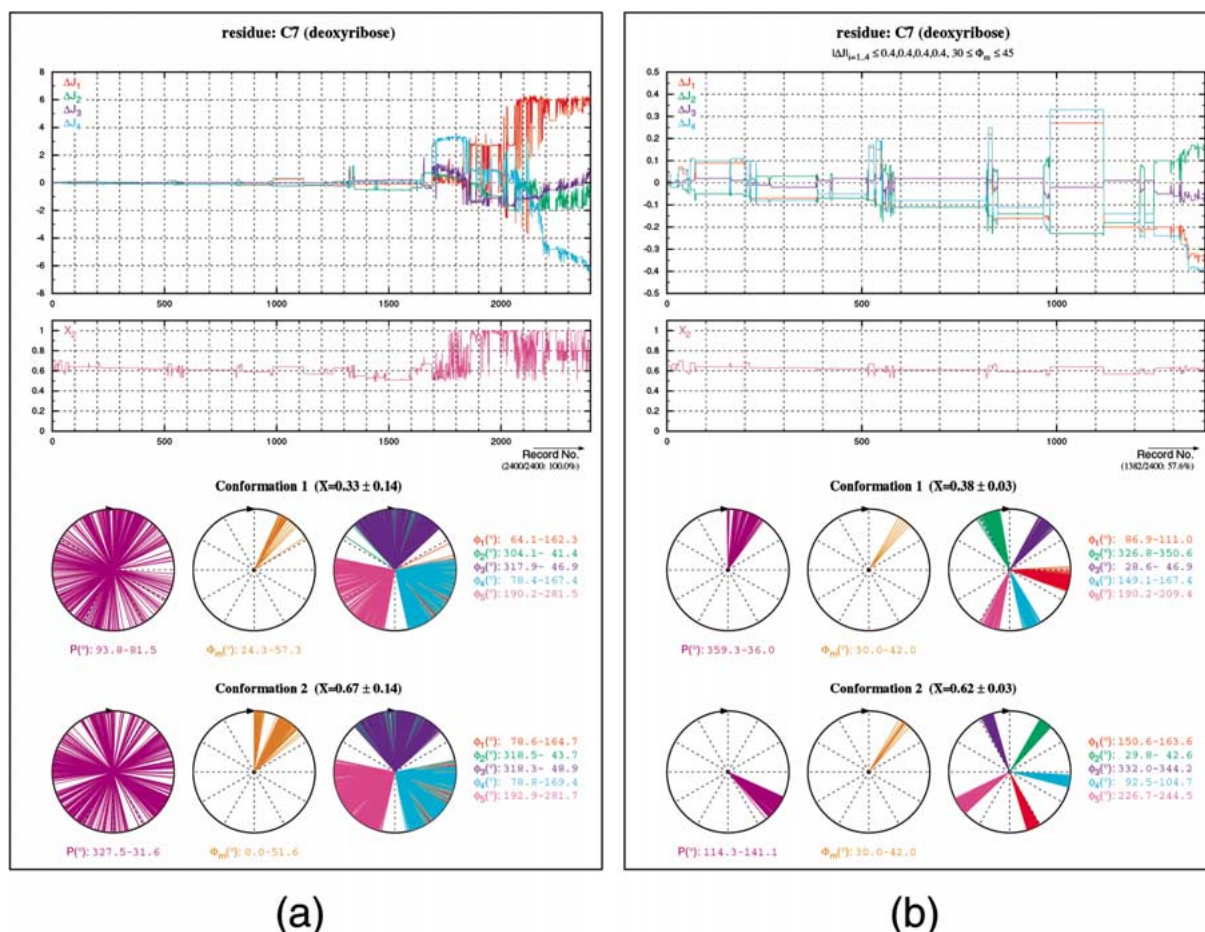 residue: C7 (deoxyribose)
ΔJ1
ΔJ2
ΔJ3
ΔJ4
8
6
4
2
0
-2
-4
-6
-8
0 500 1000 1500 2000
X2
1
0.8
0.6
0.4
0.2
0
0 500 1000 1500 2000
Record No.
(2400/2400: 100.0%)
Conformation 1 (X=0.33 ± 0.14)
ϕ1(°): 64.1-162.3
ϕ2(°): 304.1- 41.4
ϕ3(°): 317.9- 46.9
ϕ4(°): 78.4-167.4
ϕ5(°): 190.2-281.5
P(°): 93.8-81.5 Φm(°): 24.3-57.3
Conformation 2 (X=0.67 ± 0.14)
ϕ1(°): 78.6-164.7
ϕ2(°): 318.5- 43.7
ϕ3(°): 318.3- 48.9
ϕ4(°): 78.8-169.4
ϕ5(°): 192.9-281.7
P(°): 327.5-31.6 Φm(°): 0.0-51.6
(a)
residue: C7 (deoxyribose)
|ΔJ|i=1..4 ≤ 0.4,0.4,0.4,0.4, 30 ≤ Φm ≤ 45
ΔJ1
ΔJ2
ΔJ3
ΔJ4
0.5
0.4
0.3
0.2
0.1
0
-0.1
-0.2
-0.3
-0.4
-0.5
0 500 1000
X2
1
0.8
0.6
0.4
0.2
0
0 500 1000
Record No.
(1382/2400: 57.6%)
Conformation 1 (X=0.38 ± 0.03)
ϕ1(°): 86.9-111.0
ϕ2(°): 326.8-350.6
ϕ3(°): 28.6- 46.9
ϕ4(°): 149.1-167.4
ϕ5(°): 190.2-209.4
P(°): 359.3-36.0 Φm(°): 30.0-42.0
Conformation 2 (X=0.62 ± 0.03)
ϕ1(°): 150.6-163.6
ϕ2(°): 29.8- 42.6
ϕ3(°): 332.0-344.2
ϕ4(°): 92.5-104.7
ϕ5(°): 226.7-244.5
P(°): 114.3-141.1 Φm(°): 30.0-42.0
(b)